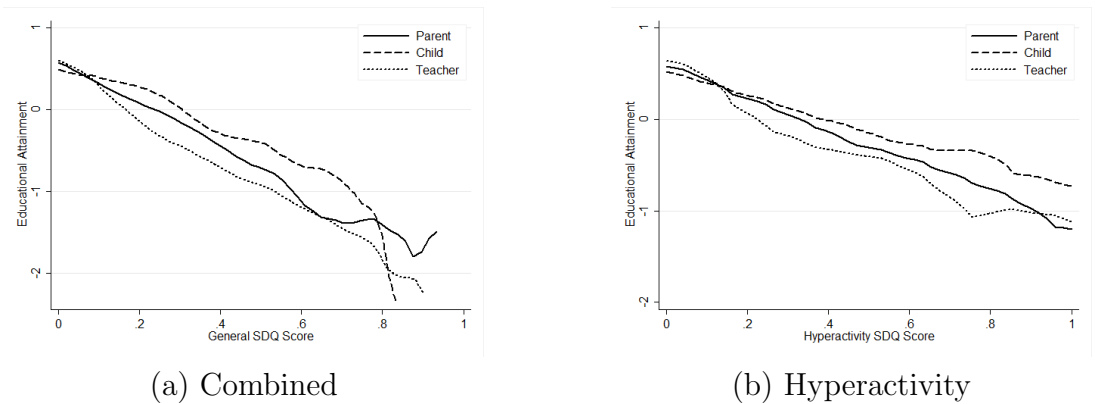 1
0
-1
-2
Educational Attainment
Parent
Child
Teacher
0
.2
.4
.6
.8
1
General SDQ Score
(a) Combined
1
0
-1
-2
Educational Attainment
Parent
Child
Teacher
0
.2
.4
.6
.8
1
Hyperactivity SDQ Score
(b) Hyperactivity